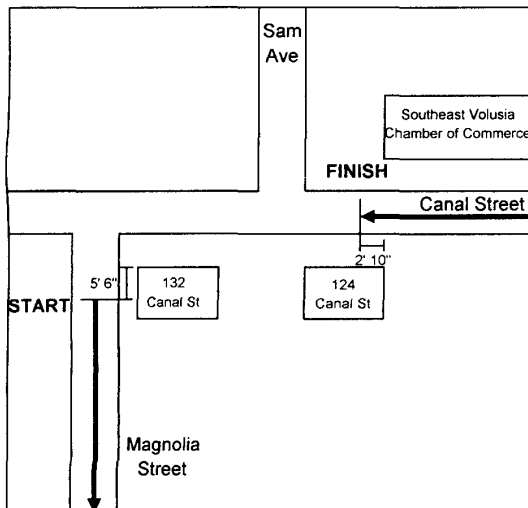 Sam
Ave
Southeast Volusia
Chamber of Commerce
FINISH
Canal Street
2' 10"
5' 6"
132
Canal St
124
Canal St
START
Magnolia
Street